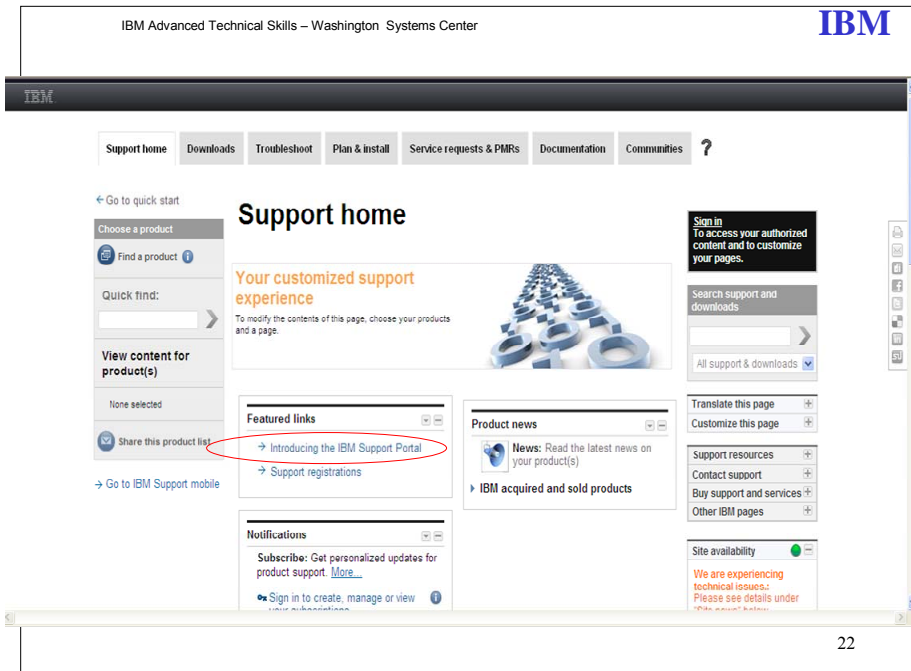 IBM Advanced Technical Skills – Washington Systems Center
IBM
IBM
Support home
Downloads
Troubleshoot
Plan & install
Service requests & PMRs
Documentation
Communities
?
Go to quick start
Choose a product
Find a product
Quick find:
View content for
product(s)
None selected
Share this product list
Go to IBM Support mobile
Support home
Your customized support
experience
To modify the contents of this page, choose your products
and a page.
Featured links
Introducing the IBM Support Portal
Support registrations
Notifications
Subscribe: Get personalized updates for
product support. More...
Sign in to create, manage or view
your subscriptions
Product news
News: Read the latest news on
your product(s)
IBM acquired and sold products
Sign in
To access your authorized
content and to customize
your pages.
Search support and
downloads
All support & downloads
Translate this page
Customize this page
Support resources
Contact support
Buy support and services
Other IBM pages
Site availability
We are experiencing
technical issues.:
Please see details under
"Site news" below
22